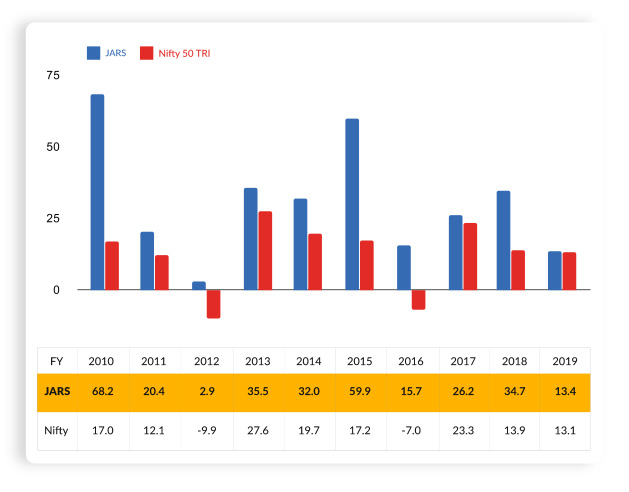 JARS Nifty 50 TRI
75
50
25
0
FY 2010 2011 2012 2013 2014 2015 2016 2017 2018 2019
JARS 68.2 20.4 2.9 35.5 32.0 59.9 15.7 26.2 34.7 13.4
Nifty 17.0 12.1 -9.9 27.6 19.7 17.2 -7.0 23.3 13.9 13.1